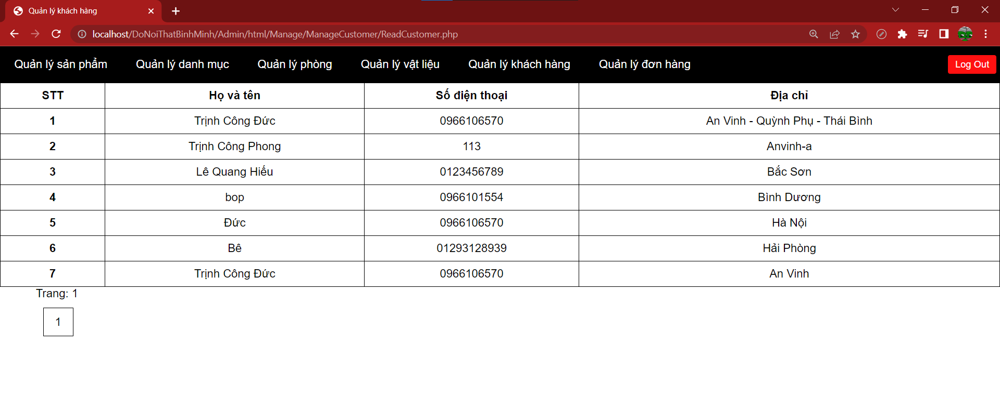 Quản lý khách hàng
localhost/DoNoiThatBinhMinh/Admin/html/Manage/ManageCustomer/ReadCustomer.php
Quản lý sản phẩm Quản lý danh mục Quản lý phòng Quản lý vật liệu Quản lý khách hàng Quản lý đơn hàng Log Out
STT Họ và tên Số điện thoại Địa chỉ
1 Trịnh Công Đức 0966106570 An Vinh - Quỳnh Phụ - Thái Bình
2 Trịnh Công Phong 113 Anvinh-a
3 Lê Quang Hiếu 0123456789 Bắc Sơn
4 bop 0966101554 Bình Dương
5 Đức 0966106570 Hà Nội
6 Bê 01293128939 Hải Phòng
7 Trịnh Công Đức 0966106570 An Vinh
Trang: 1
1